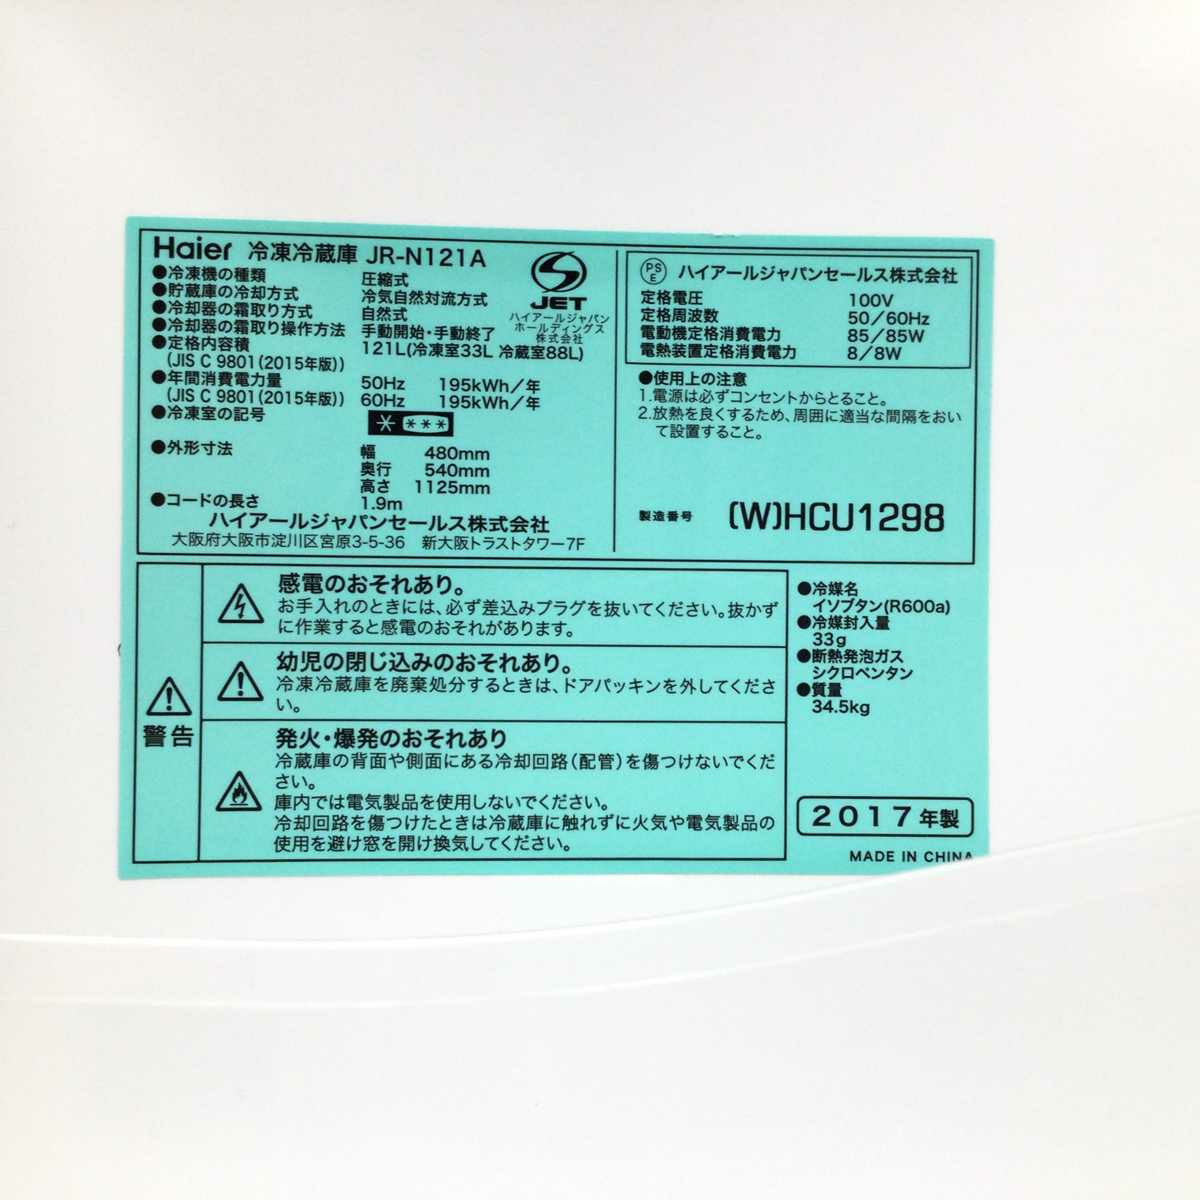 Haier 冷凍冷蔵庫 JR-N121A
●冷凍機の種類 圧縮式
●貯蔵庫の冷却方式 冷気自然対流方式
●冷却器の霜取り方式 自然式
●冷却器の霜取り操作方法 手動開始・手動終了
●定格内容積 121L(冷凍室33L 冷蔵室88L)
(JIS C 9801(2015年版))
●年間消費電力量 50Hz 195kWh／年
(JIS C 9801(2015年版)) 60Hz 195kWh／年
●冷凍室の記号 * ***
●外形寸法 幅 480mm
奥行 540mm
高さ 1125mm
●コードの長さ 1.9m
ハイアールジャパンセールス株式会社
大阪府大阪市淀川区宮原3-5-36 新大阪トラストタワー7F
JET
ハイアールジャパン
ホールディングス
株式会社
PS
E
ハイアールジャパンセールス株式会社
定格電圧 100V
定格周波数 50／60Hz
電動機定格消費電力 85／85W
電熱装置定格消費電力 8／8W
●使用上の注意
1.電源は必ずコンセントからとること。
2.放熱を良くするため、周囲に適当な間隔をおい
て設置すること。
製造番号 (W)HCU1298
警告
感電のおそれあり。
お手入れのときには、必ず差込みプラグを抜いてください。抜かず
に作業すると感電のおそれがあります。
幼児の閉じ込みのおそれあり。
冷凍冷蔵庫を廃棄処分するときは、ドアパッキンを外してくださ
い。
発火・爆発のおそれあり
冷蔵庫の背面や側面にある冷却回路（配管）を傷つけないでくだ
さい。
庫内では電気製品を使用しないでください。
冷却回路を傷つけたときは冷蔵庫に触れずに火気や電気製品の
使用を避け窓を開け換気してください。
●冷媒名
イソブタン(R600a)
●冷媒封入量
33g
●断熱発泡ガス
シクロペンタン
●質量
34.5kg
2017年製
MADE IN CHINA